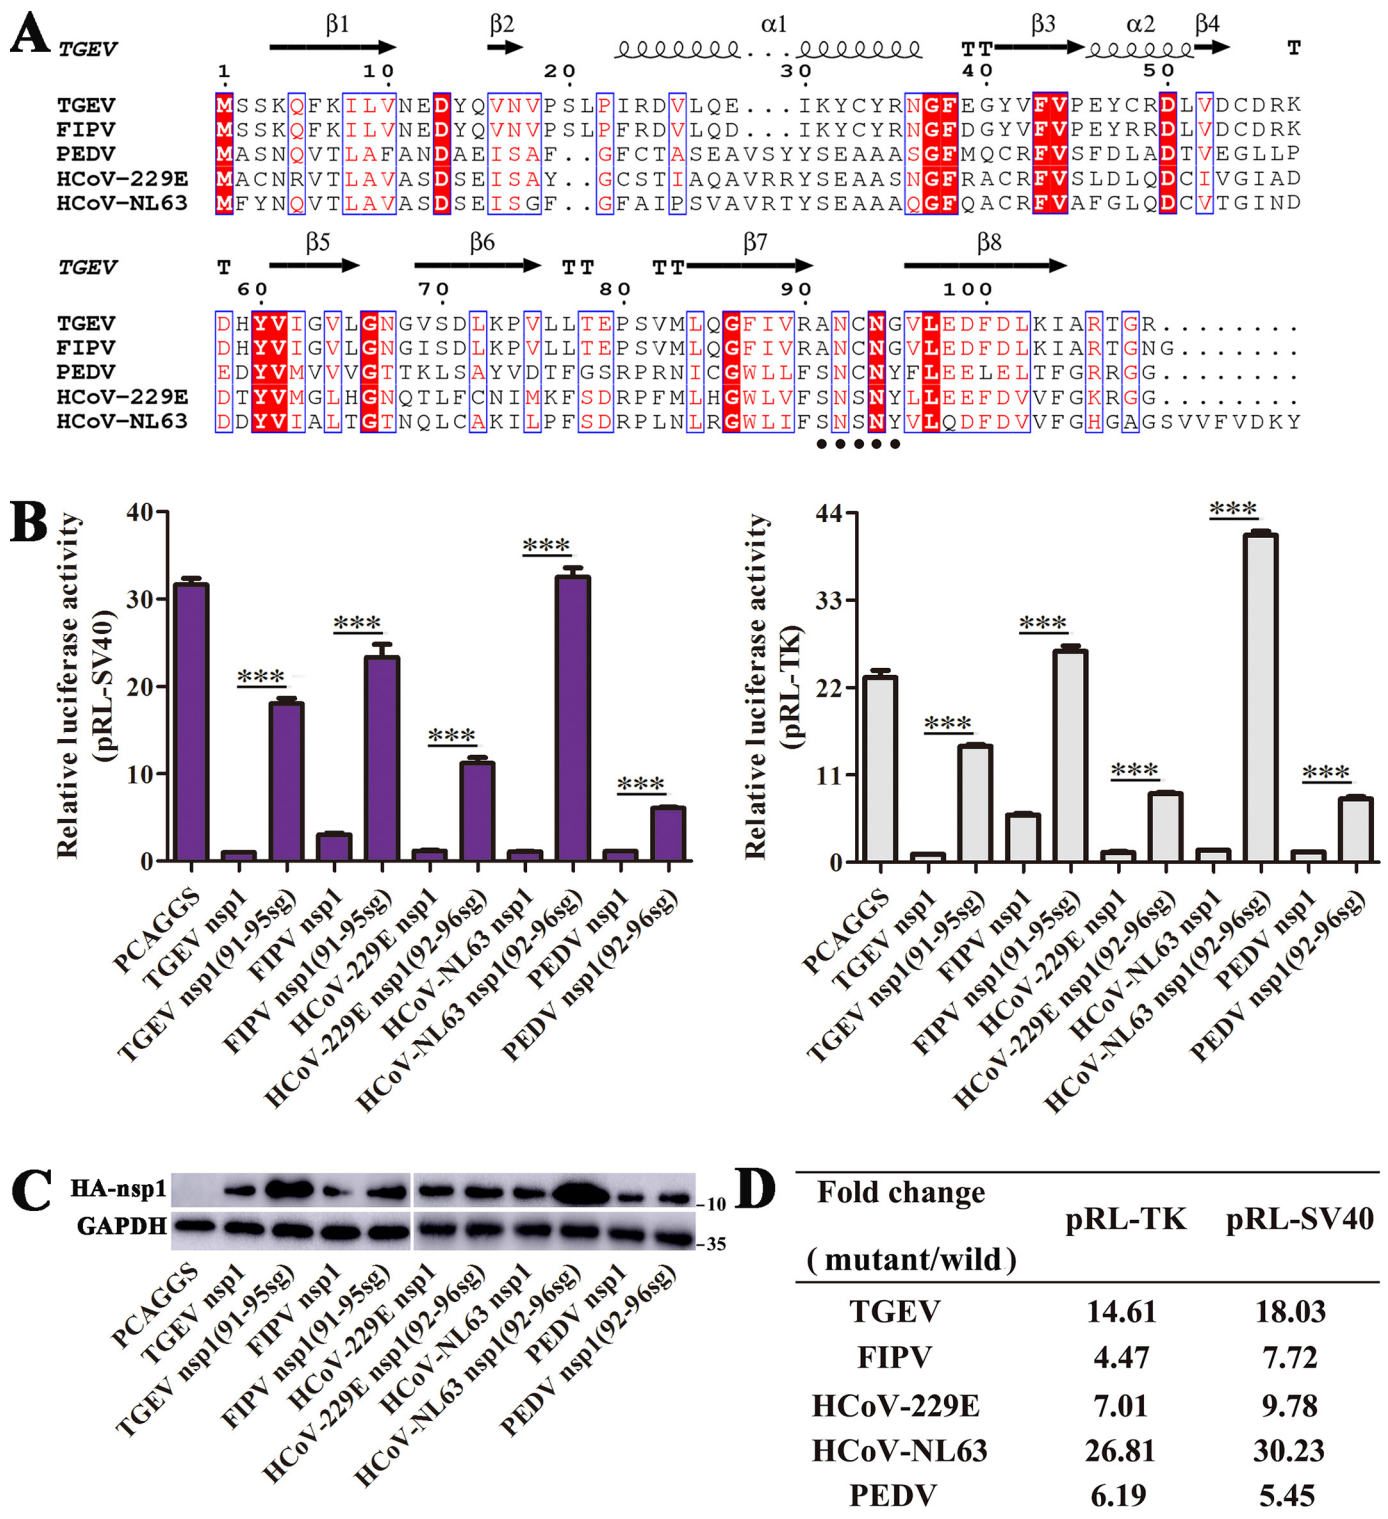 A
β1 β2 α1 β3 α2 β4
TGEV TT T
1 10 20 30 40 50
TGEV MSSKQFKILVNEDYQVNVPSLPIRDVLQE...IKYCYRNGFEGYVFVPEYCRDLVDCDRK
FIPV MSSKQFKILVNEDYQVNVPSLPFRDVLQD...IKYCYRNGFDGYVFVPEYRRDLVDCDRK
PEDV MASNQVTLAFANDAEISAF..GFCTASEAVSYYSEAAASGFMQCRFVSFDLADTVEGLLP
HCoV-229E MACNRVTLAVASDSEISAY..GCSTIAQAVRRYSEAASNGFRACRFVSLDLQDCIVGIAD
HCoV-NL63 MFYNQVTLAVASDSEISGF..GFAIPSVAVRTYSEAAAQGFQACRFVAFGLQDCVTGIND
β5 β6 β7 β8
TGEV T TT TT
60 70 80 90 100
TGEV DHYVIGVLGNGVSDLKPVLLTEPSVMLQGFIVRANCNGVLEDFDLKIARTGR........
FIPV DHYVIGVLGNGISDLKPVLLTEPSVMLQGFIVRANCNGVLEDFDLKIARTGNG.......
PEDV EDYVMVVVGTTKLSAYVDTFGSRPRNICGWLLFSNCNYFLEELELTFGRRGG........
HCoV-229E DTYVMGLHGNQTLFCNIMKFSDRPFMLHGWLVFSNSNYLLEEFDVVFGKRGG........
HCoV-NL63 DDYVIALTGTNQLCAKILPFSDRPLNLRGWLIFSNSNYVLQDFDVVFGHGAGSVVFVDKY
B
Relative luciferase activity
(pRL-SV40)
40
30
20
10
0
*** *** *** *** ***
PCAGGS
TGEV nsp1
TGEV nsp1(91-95sg)
FIPV nsp1
FIPV nsp1(91-95sg)
HCoV-229E nsp1
HCoV-229E nsp1(92-96sg)
HCoV-NL63 nsp1
HCoV-NL63 nsp1(92-96sg)
PEDV nsp1
PEDV nsp1(92-96sg)
Relative luciferase activity
(pRL-TK)
44
33
22
11
0
*** *** *** *** ***
PCAGGS
TGEV nsp1
TGEV nsp1(91-95sg)
FIPV nsp1
FIPV nsp1(91-95sg)
HCoV-229E nsp1
HCoV-229E nsp1(92-96sg)
HCoV-NL63 nsp1
HCoV-NL63 nsp1(92-96sg)
PEDV nsp1
PEDV nsp1(92-96sg)
C
HA-nsp1 -10
GAPDH -35
PCAGGS
TGEV nsp1
TGEV nsp1(91-95sg)
FIPV nsp1
FIPV nsp1(91-95sg)
HCoV-229E nsp1
HCoV-229E nsp1(92-96sg)
HCoV-NL63 nsp1
HCoV-NL63 nsp1(92-96sg)
PEDV nsp1
PEDV nsp1(92-96sg)
D
Fold change
(mutant/wild) pRL-TK pRL-SV40
TGEV 14.61 18.03
FIPV 4.47 7.72
HCoV-229E 7.01 9.78
HCoV-NL63 26.81 30.23
PEDV 6.19 5.45